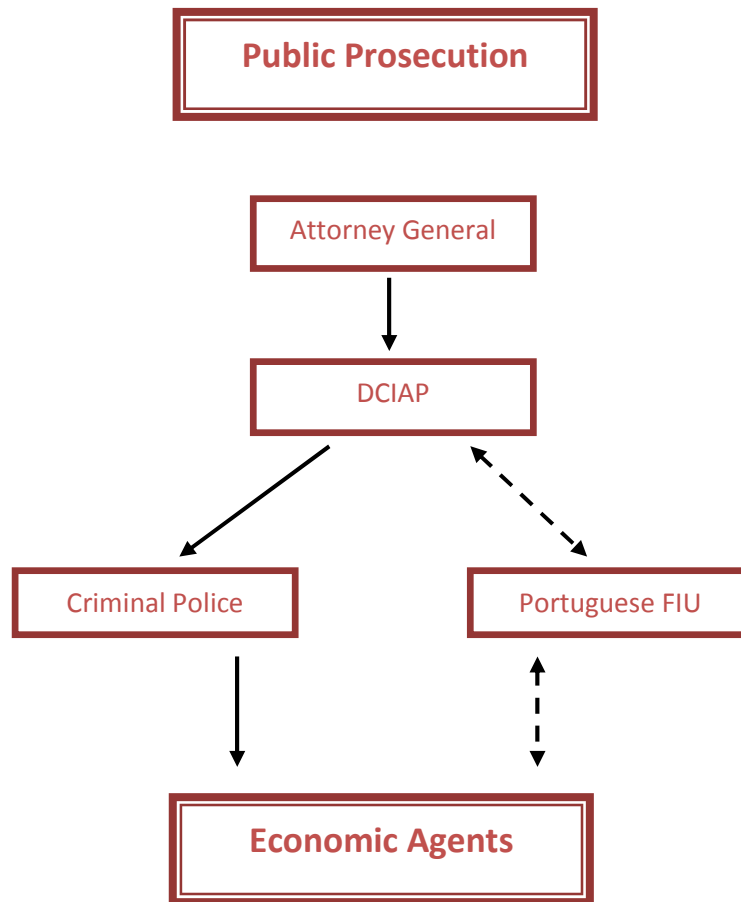 Public Prosecution
Attorney General
DCIAP
Criminal Police
Portuguese FIU
Economic Agents